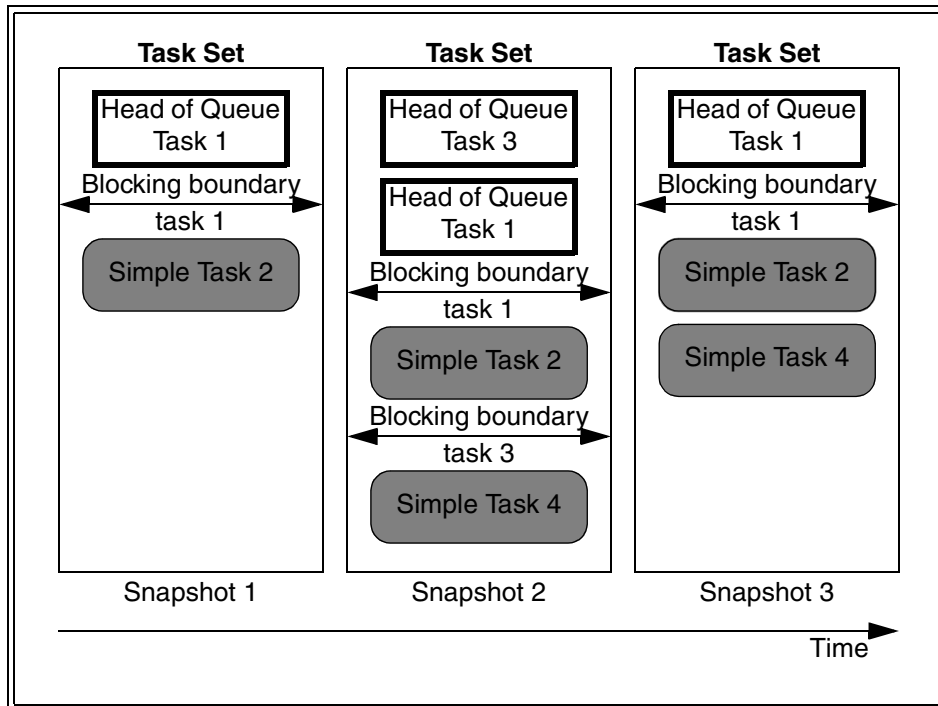 Task Set
Head of Queue
Task 1
Blocking boundary
task 1
Simple Task 2
Snapshot 1
Task Set
Head of Queue
Task 3
Head of Queue
Task 1
Blocking boundary
task 1
Simple Task 2
Blocking boundary
task 3
Simple Task 4
Snapshot 2
Task Set
Head of Queue
Task 1
Blocking boundary
task 1
Simple Task 2
Simple Task 4
Snapshot 3
Time